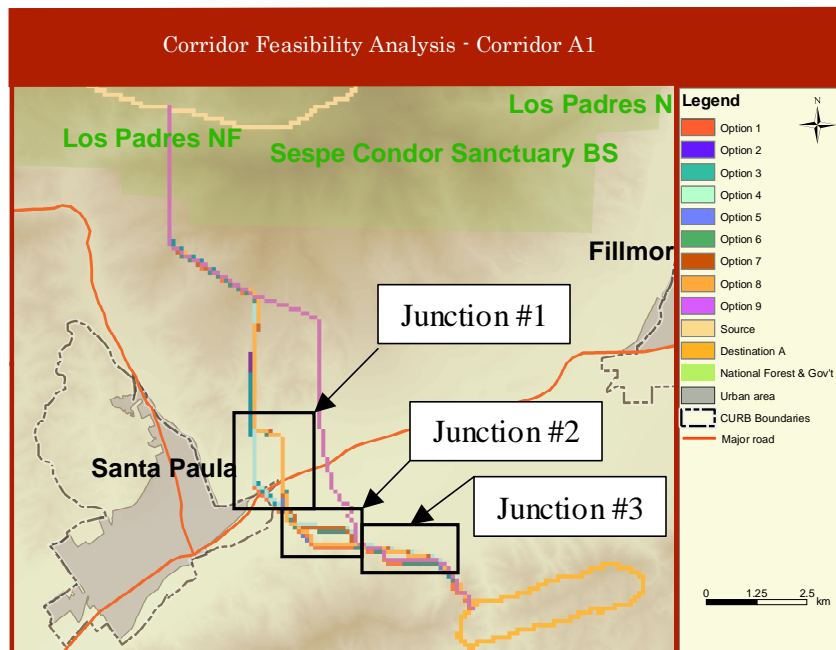 Corridor Feasibility Analysis - Corridor A1
Los Padres NF
Los Padres N
Sespe Condor Sanctuary BS
Fillmor
Junction #1
Junction #2
Santa Paula
Junction #3
Legend
N
Option 1
Option 2
Option 3
Option 4
Option 5
Option 6
Option 7
Option 8
Option 9
Source
Destination A
National Forest & Gov't
Urban area
CURB Boundaries
Major road
0 1.25 2.5
km